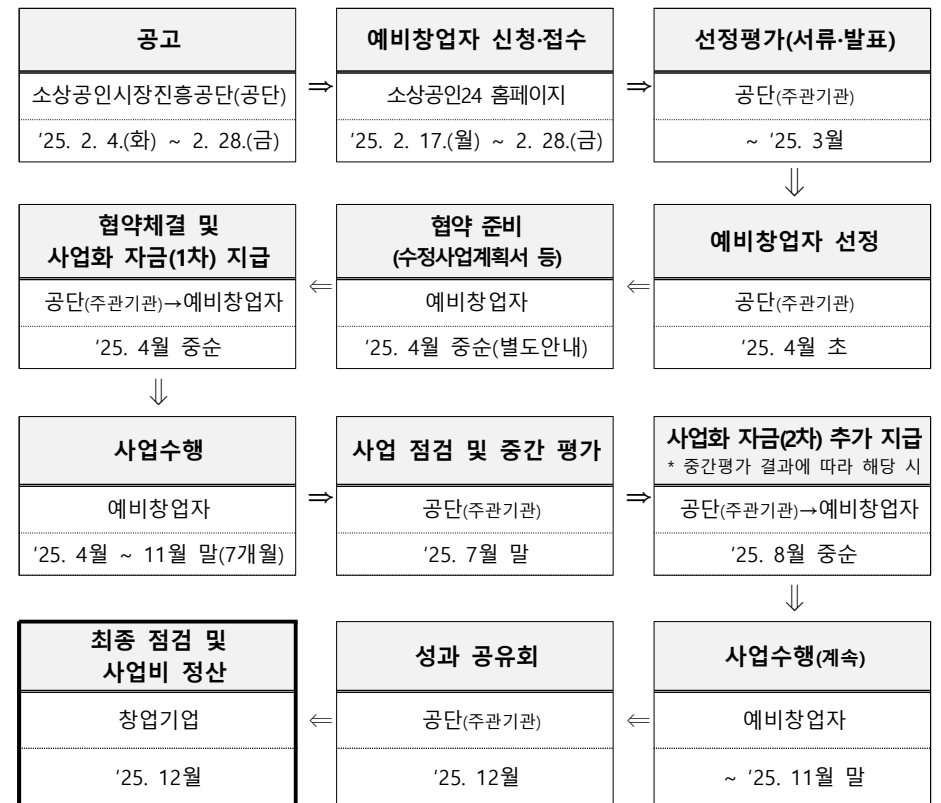 공고
소상공인시장진흥공단(공단)
'25. 2. 4.(화) ~ 2. 28.(금)
⇒
예비창업자 신청·접수
소상공인24 홈페이지
'25. 2. 17.(월) ~ 2. 28.(금)
⇒
선정평가(서류·발표)
공단(주관기관)
~ '25. 3월
⇓
예비창업자 선정
공단(주관기관)
'25. 4월 초
⇐
협약 준비
(수정사업계획서 등)
예비창업자
'25. 4월 중순(별도안내)
⇐
협약체결 및
사업화 자금(1차) 지급
공단(주관기관)→예비창업자
'25. 4월 중순
⇓
사업수행
예비창업자
'25. 4월 ~ 11월 말(7개월)
⇒
사업 점검 및 중간 평가
공단(주관기관)
'25. 7월 말
⇒
사업화 자금(2차) 추가 지급
* 중간평가 결과에 따라 해당 시
공단(주관기관)→예비창업자
'25. 8월 중순
⇓
사업수행(계속)
예비창업자
~ '25. 11월 말
⇐
성과 공유회
공단(주관기관)
'25. 12월
⇐
최종 점검 및
사업비 정산
창업기업
'25. 12월